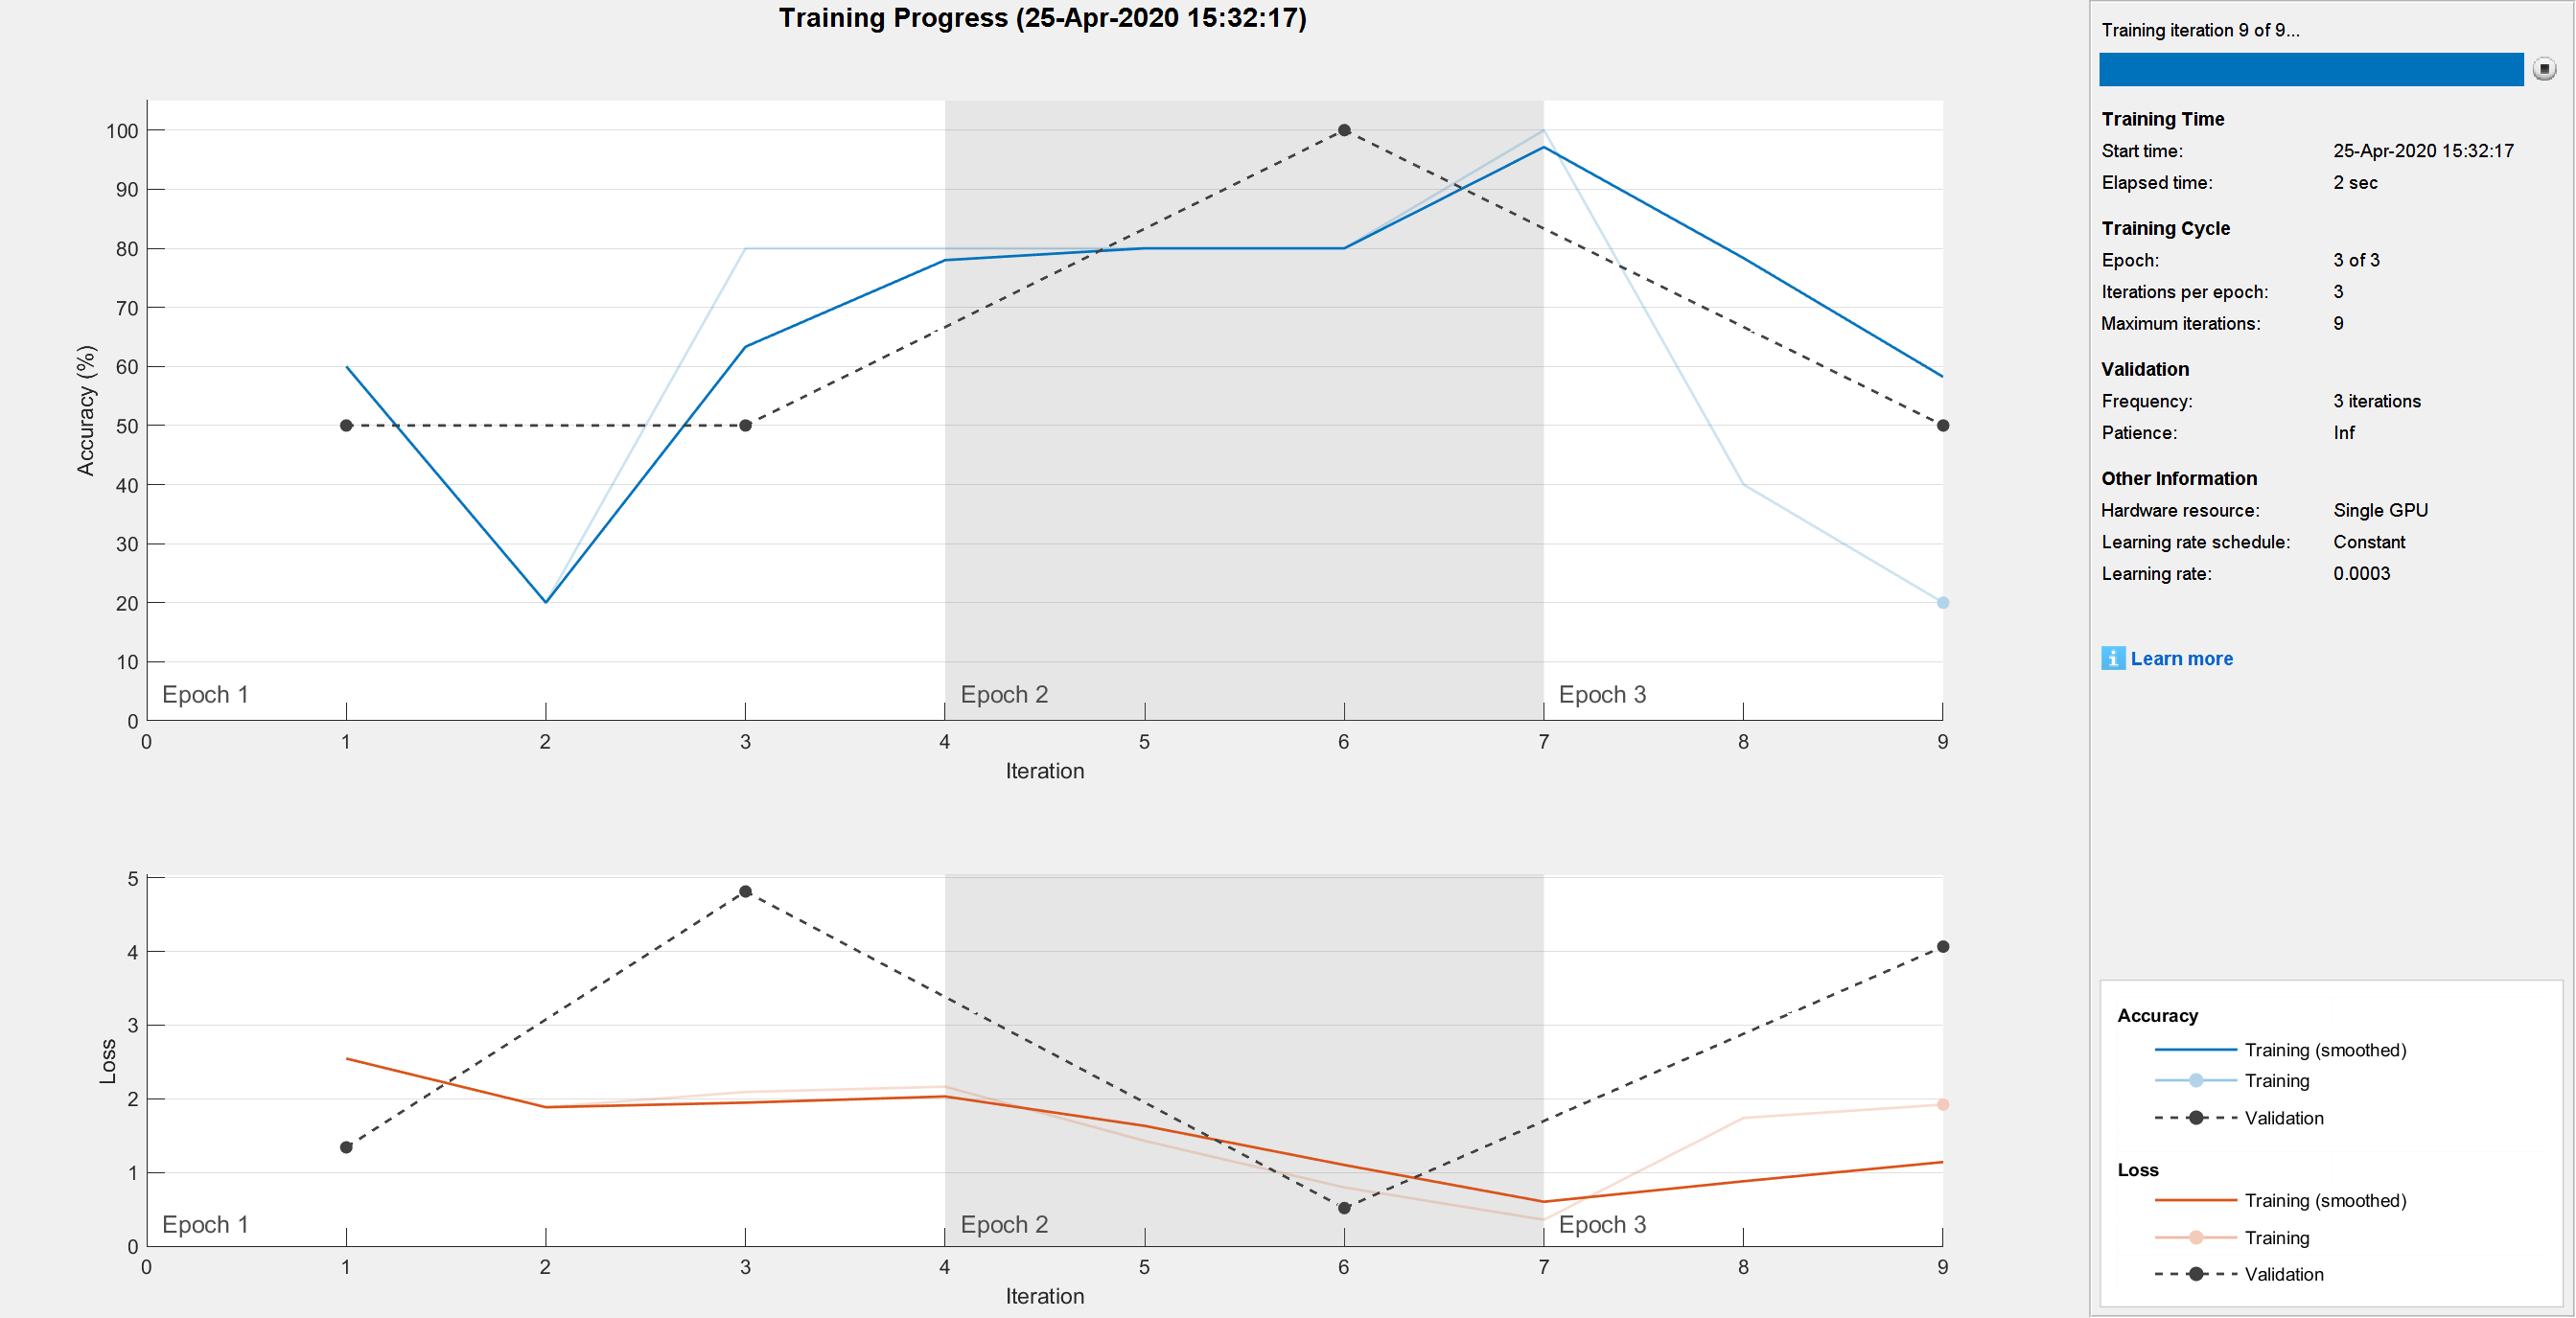 Training Progress (25-Apr-2020 15:32:17)
100
90
80
70
60
50
40
30
20
10
0
Accuracy (%)
Epoch 1
Epoch 2
Epoch 3
0 1 2 3 4 5 6 7 8 9
Iteration
5
4
3
2
1
0
Loss
Epoch 1
Epoch 2
Epoch 3
0 1 2 3 4 5 6 7 8 9
Iteration
Training iteration 9 of 9...
Training Time
Start time: 25-Apr-2020 15:32:17
Elapsed time: 2 sec
Training Cycle
Epoch: 3 of 3
Iterations per epoch: 3
Maximum iterations: 9
Validation
Frequency: 3 iterations
Patience: Inf
Other Information
Hardware resource: Single GPU
Learning rate schedule: Constant
Learning rate: 0.0003
i Learn more
Accuracy
Training (smoothed)
Training
Validation
Loss
Training (smoothed)
Training
Validation